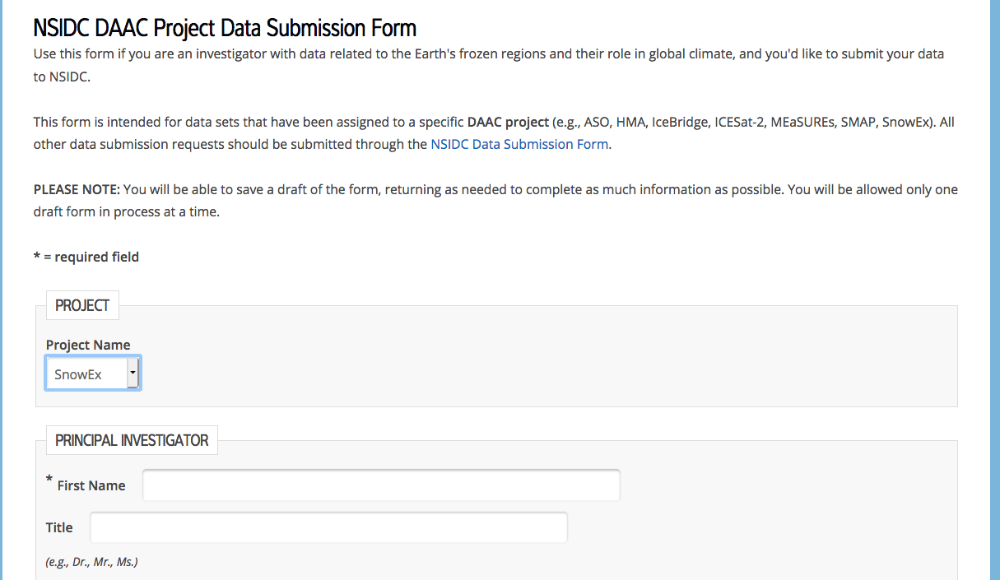 NSIDC DAAC Project Data Submission Form
Use this form if you are an investigator with data related to the Earth's frozen regions and their role in global climate, and you'd like to submit your data
to NSIDC.
This form is intended for data sets that have been assigned to a specific DAAC project (e.g., ASO, HMA, IceBridge, ICESat-2, MEaSUREs, SMAP, SnowEx). All
other data submission requests should be submitted through the NSIDC Data Submission Form.
PLEASE NOTE: You will be able to save a draft of the form, returning as needed to complete as much information as possible. You will be allowed only one
draft form in process at a time.
* = required field
PROJECT
Project Name
SnowEx
PRINCIPAL INVESTIGATOR
* First Name
Title
(e.g., Dr., Mr., Ms.)